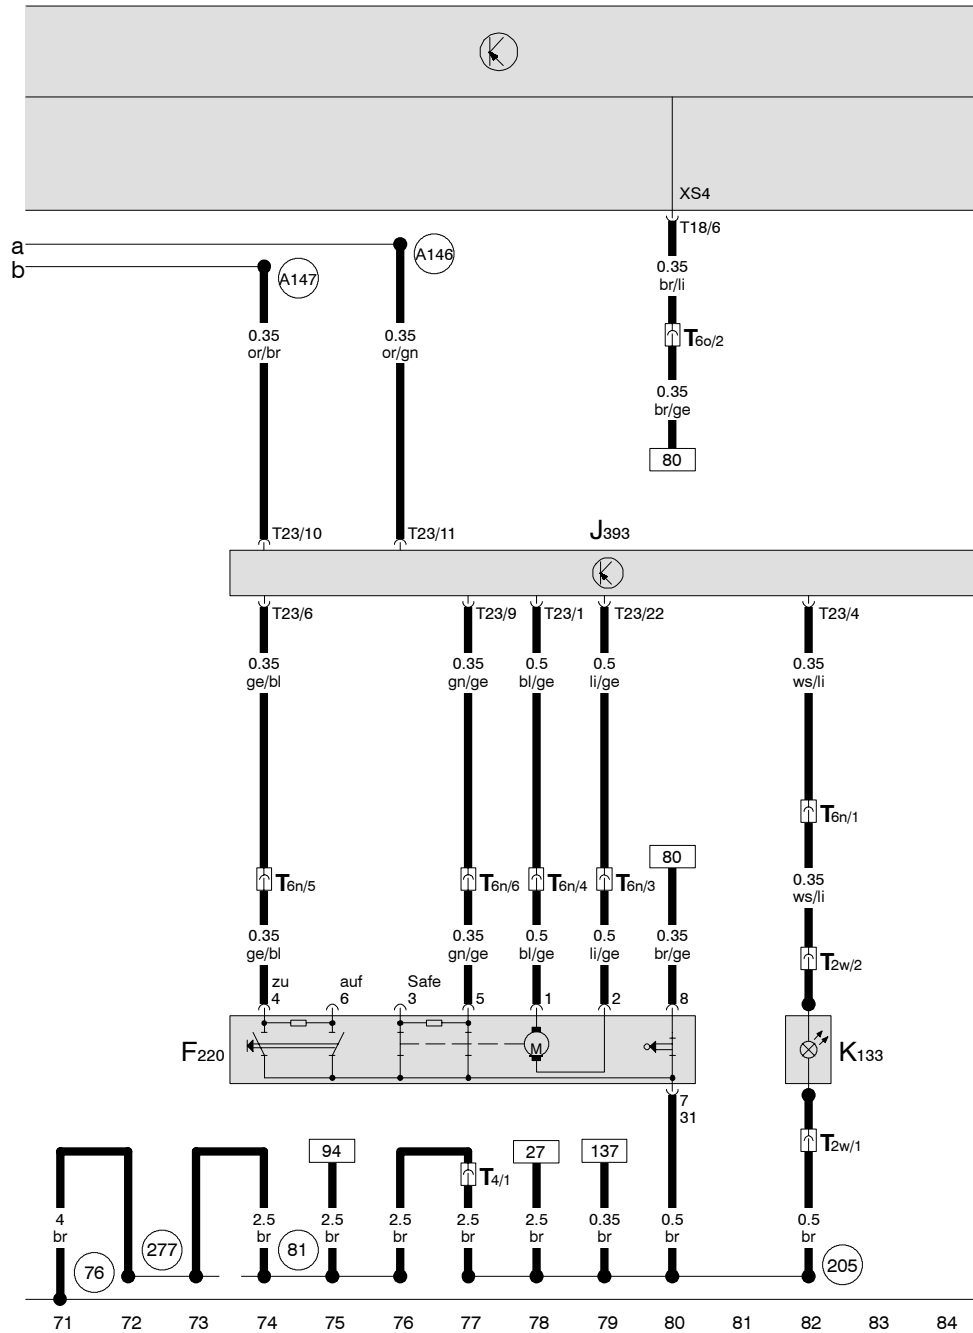 XS4
T18/6
a
A146
b
A147
0.35
br/li
0.35
or/br
0.35
or/gn
T6o/2
0.35
br/ge
80
T23/10
T23/11
J393
T23/6
T23/9
T23/1
T23/22
T23/4
0.35
ge/bl
0.35
gn/ge
0.5
bl/ge
0.5
li/ge
0.35
ws/li
T6n/1
80
T6n/5
T6n/6
T6n/4
T6n/3
0.35
ws/li
0.35
ge/bl
0.35
gn/ge
0.5
bl/ge
0.5
li/ge
0.35
br/ge
T2w/2
zu
4
auf
6
Safe
3
5
1
2
8
F220
M
K133
7
31
94
27
137
T2w/1
T4/1
4
br
2.5
br
2.5
br
2.5
br
2.5
br
2.5
br
0.35
br
0.5
br
0.5
br
76
277
81
205
71 72 73 74 75 76 77 78 79 80 81 82 83 84